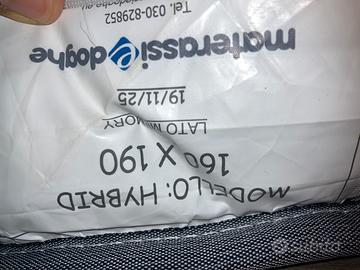 MODELLO: HYBRID
160 X 190
LATO MEMORY
19/11/25
materassi e doghe
Tel. 030-829852
subito